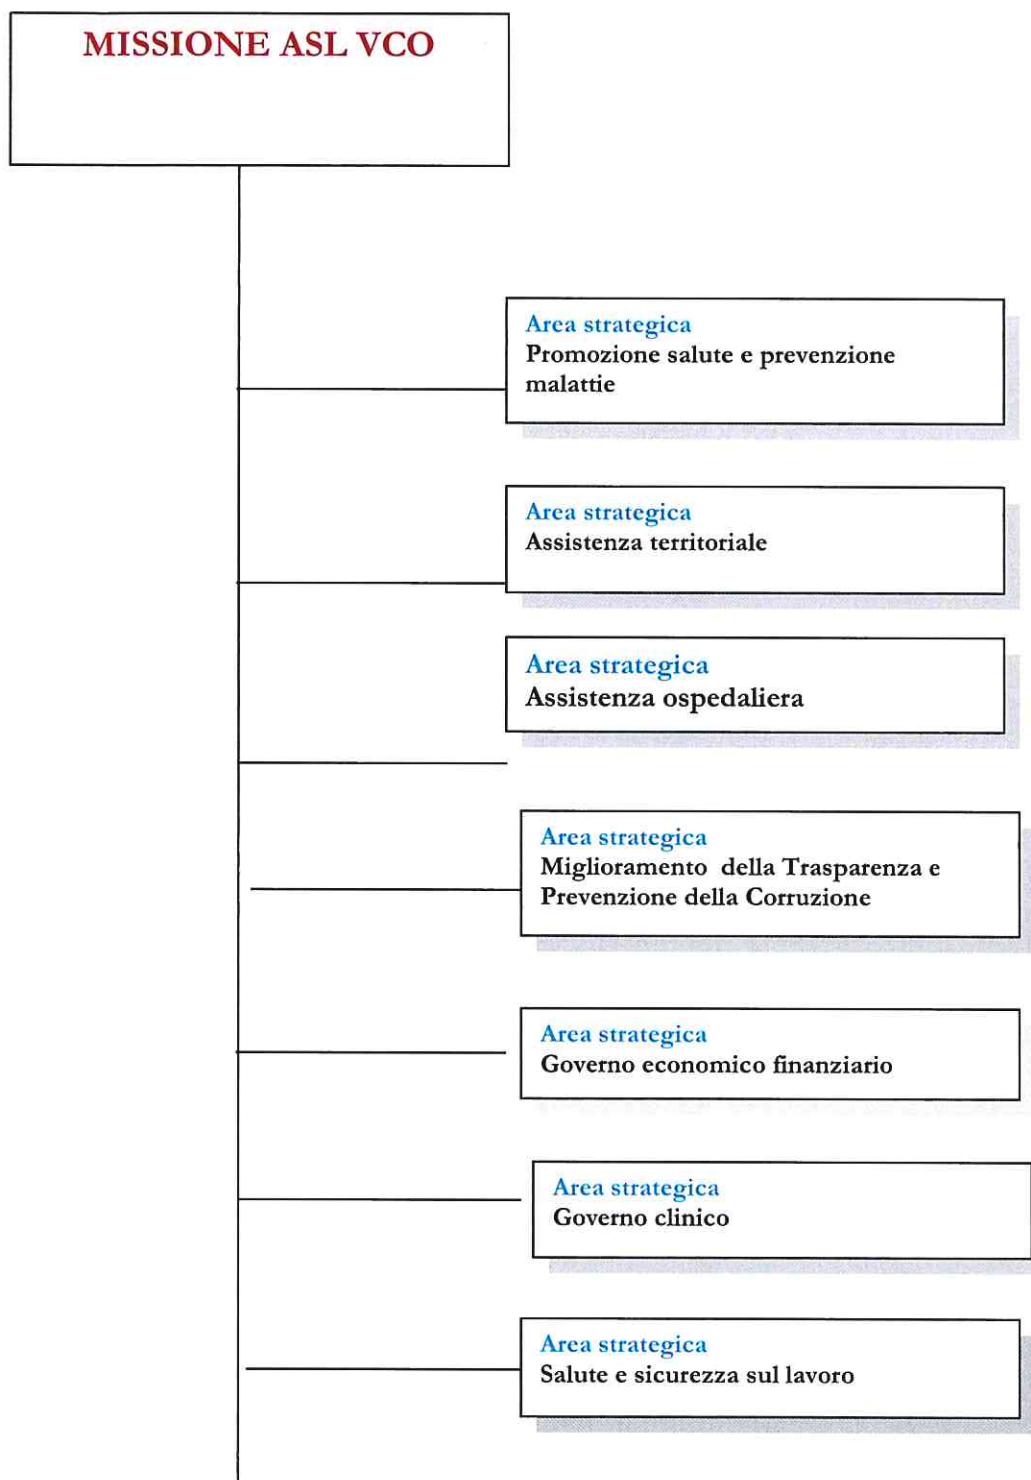 MISSIONE ASL VCO
Area strategica
Promozione salute e prevenzione
malattie
Area strategica
Assistenza territoriale
Area strategica
Assistenza ospedaliera
Area strategica
Miglioramento della Trasparenza e
Prevenzione della Corruzione
Area strategica
Governo economico finanziario
Area strategica
Governo clinico
Area strategica
Salute e sicurezza sul lavoro